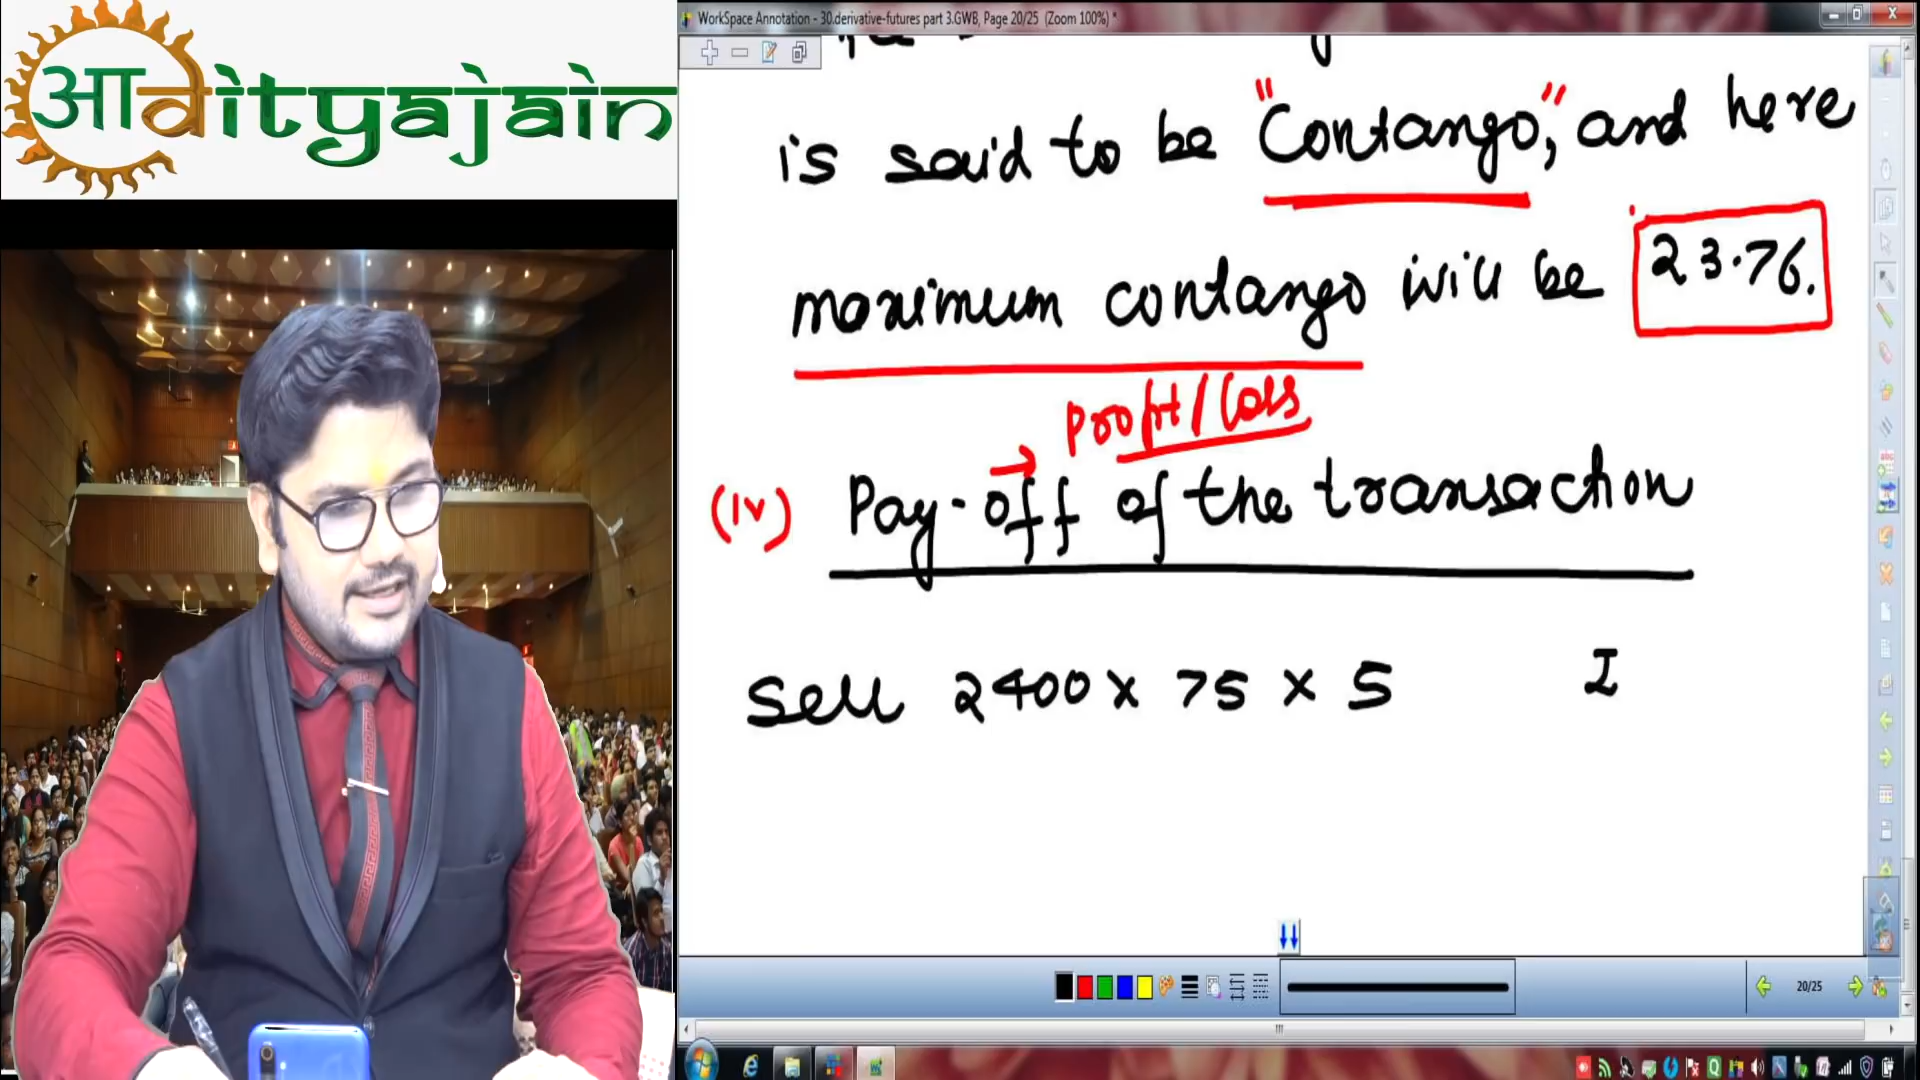 आdityajain
WorkSpace Annotation - 30.derivative-futures part 3.GWB, Page 20/25 (Zoom 100%) *
is said to be "Contango", and here
maximum contango will be 23.76.
Profit/Loss
(iv) → Pay-off of the transaction
Sell 2400 x 75 x 5 I
20/25